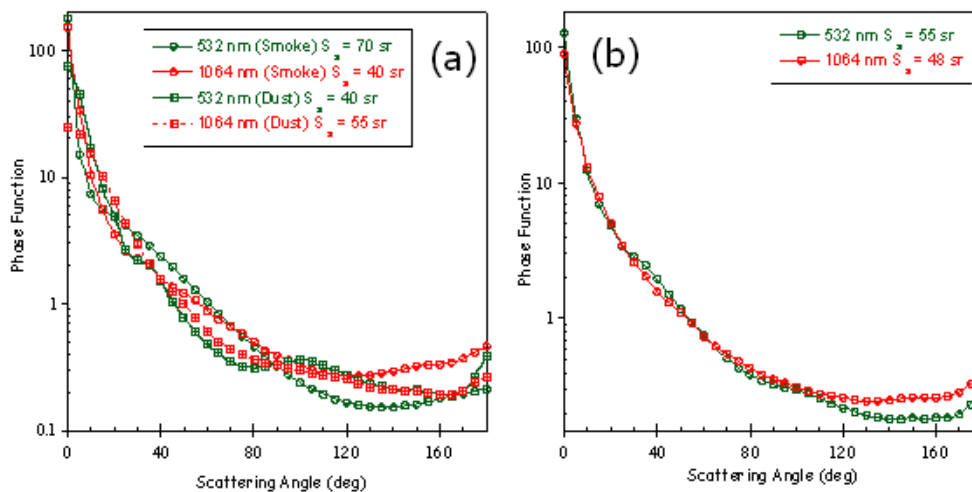 532 nm (Smoke) S a = 70 sr
1064 nm (Smoke) S a = 40 sr
532 nm (Dust) S a = 40 sr
1064 nm (Dust) S a = 55 sr
(a)
100
10
1
0.1
Phase Function
0 40 80 120 160
Scattering Angle (deg)
532 nm S a = 55 sr
1064 nm S a = 48 sr
(b)
100
10
1
Phase Function
0 40 80 120 160
Scattering Angle (deg)